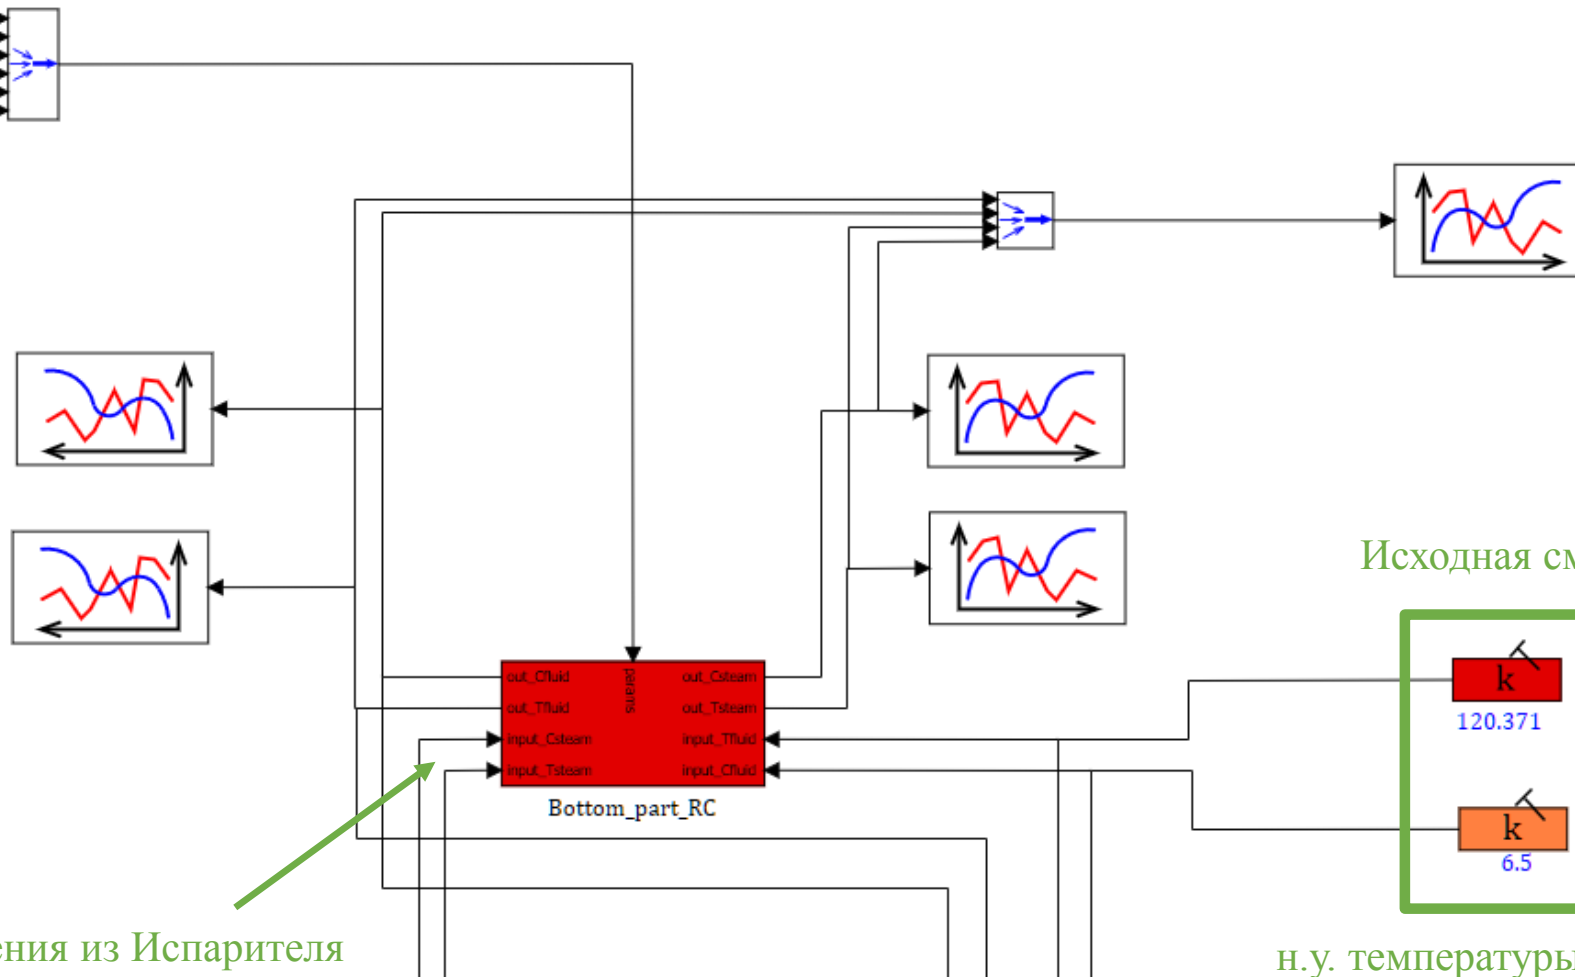 Исходная см
k
120.371
out_Cfluid
params
out_Csteam
out_Tfluid
out_Tsteam
input_Csteam
input_Tfluid
input_Tsteam
input_Cfluid
Bottom_part_RC
k
6.5
ения из Испарителя
н.у. температуры